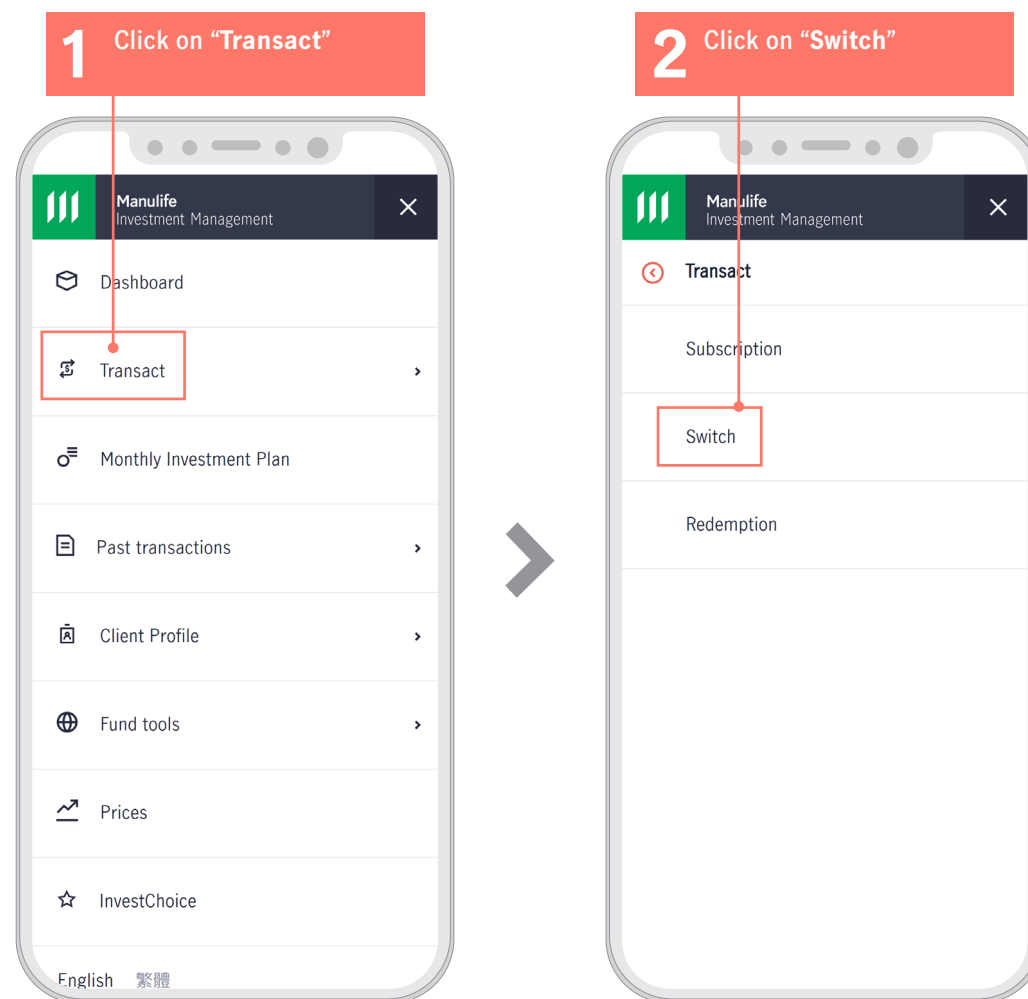 1 Click on “Transact”
Manulife
Investment Management
Dashboard
Transact
Monthly Investment Plan
Past transactions
Client Profile
Fund tools
Prices
InvestChoice
English 繁體
2 Click on “Switch”
Manulife
Investment Management
Transact
Subscription
Switch
Redemption